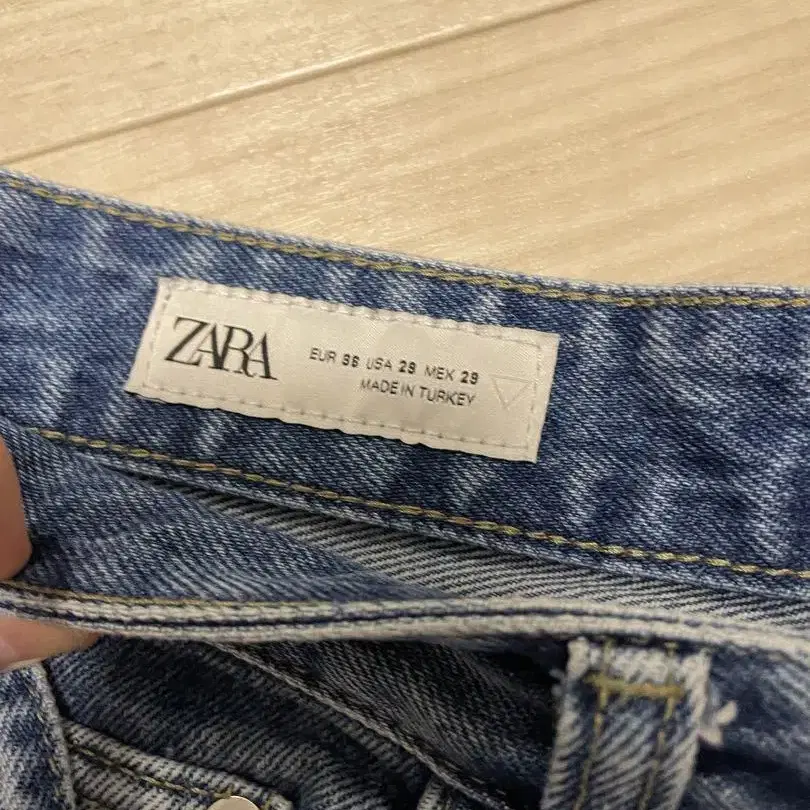 ZARA
EUR 38 USA 29 MEX 29
MADE IN TURKEY